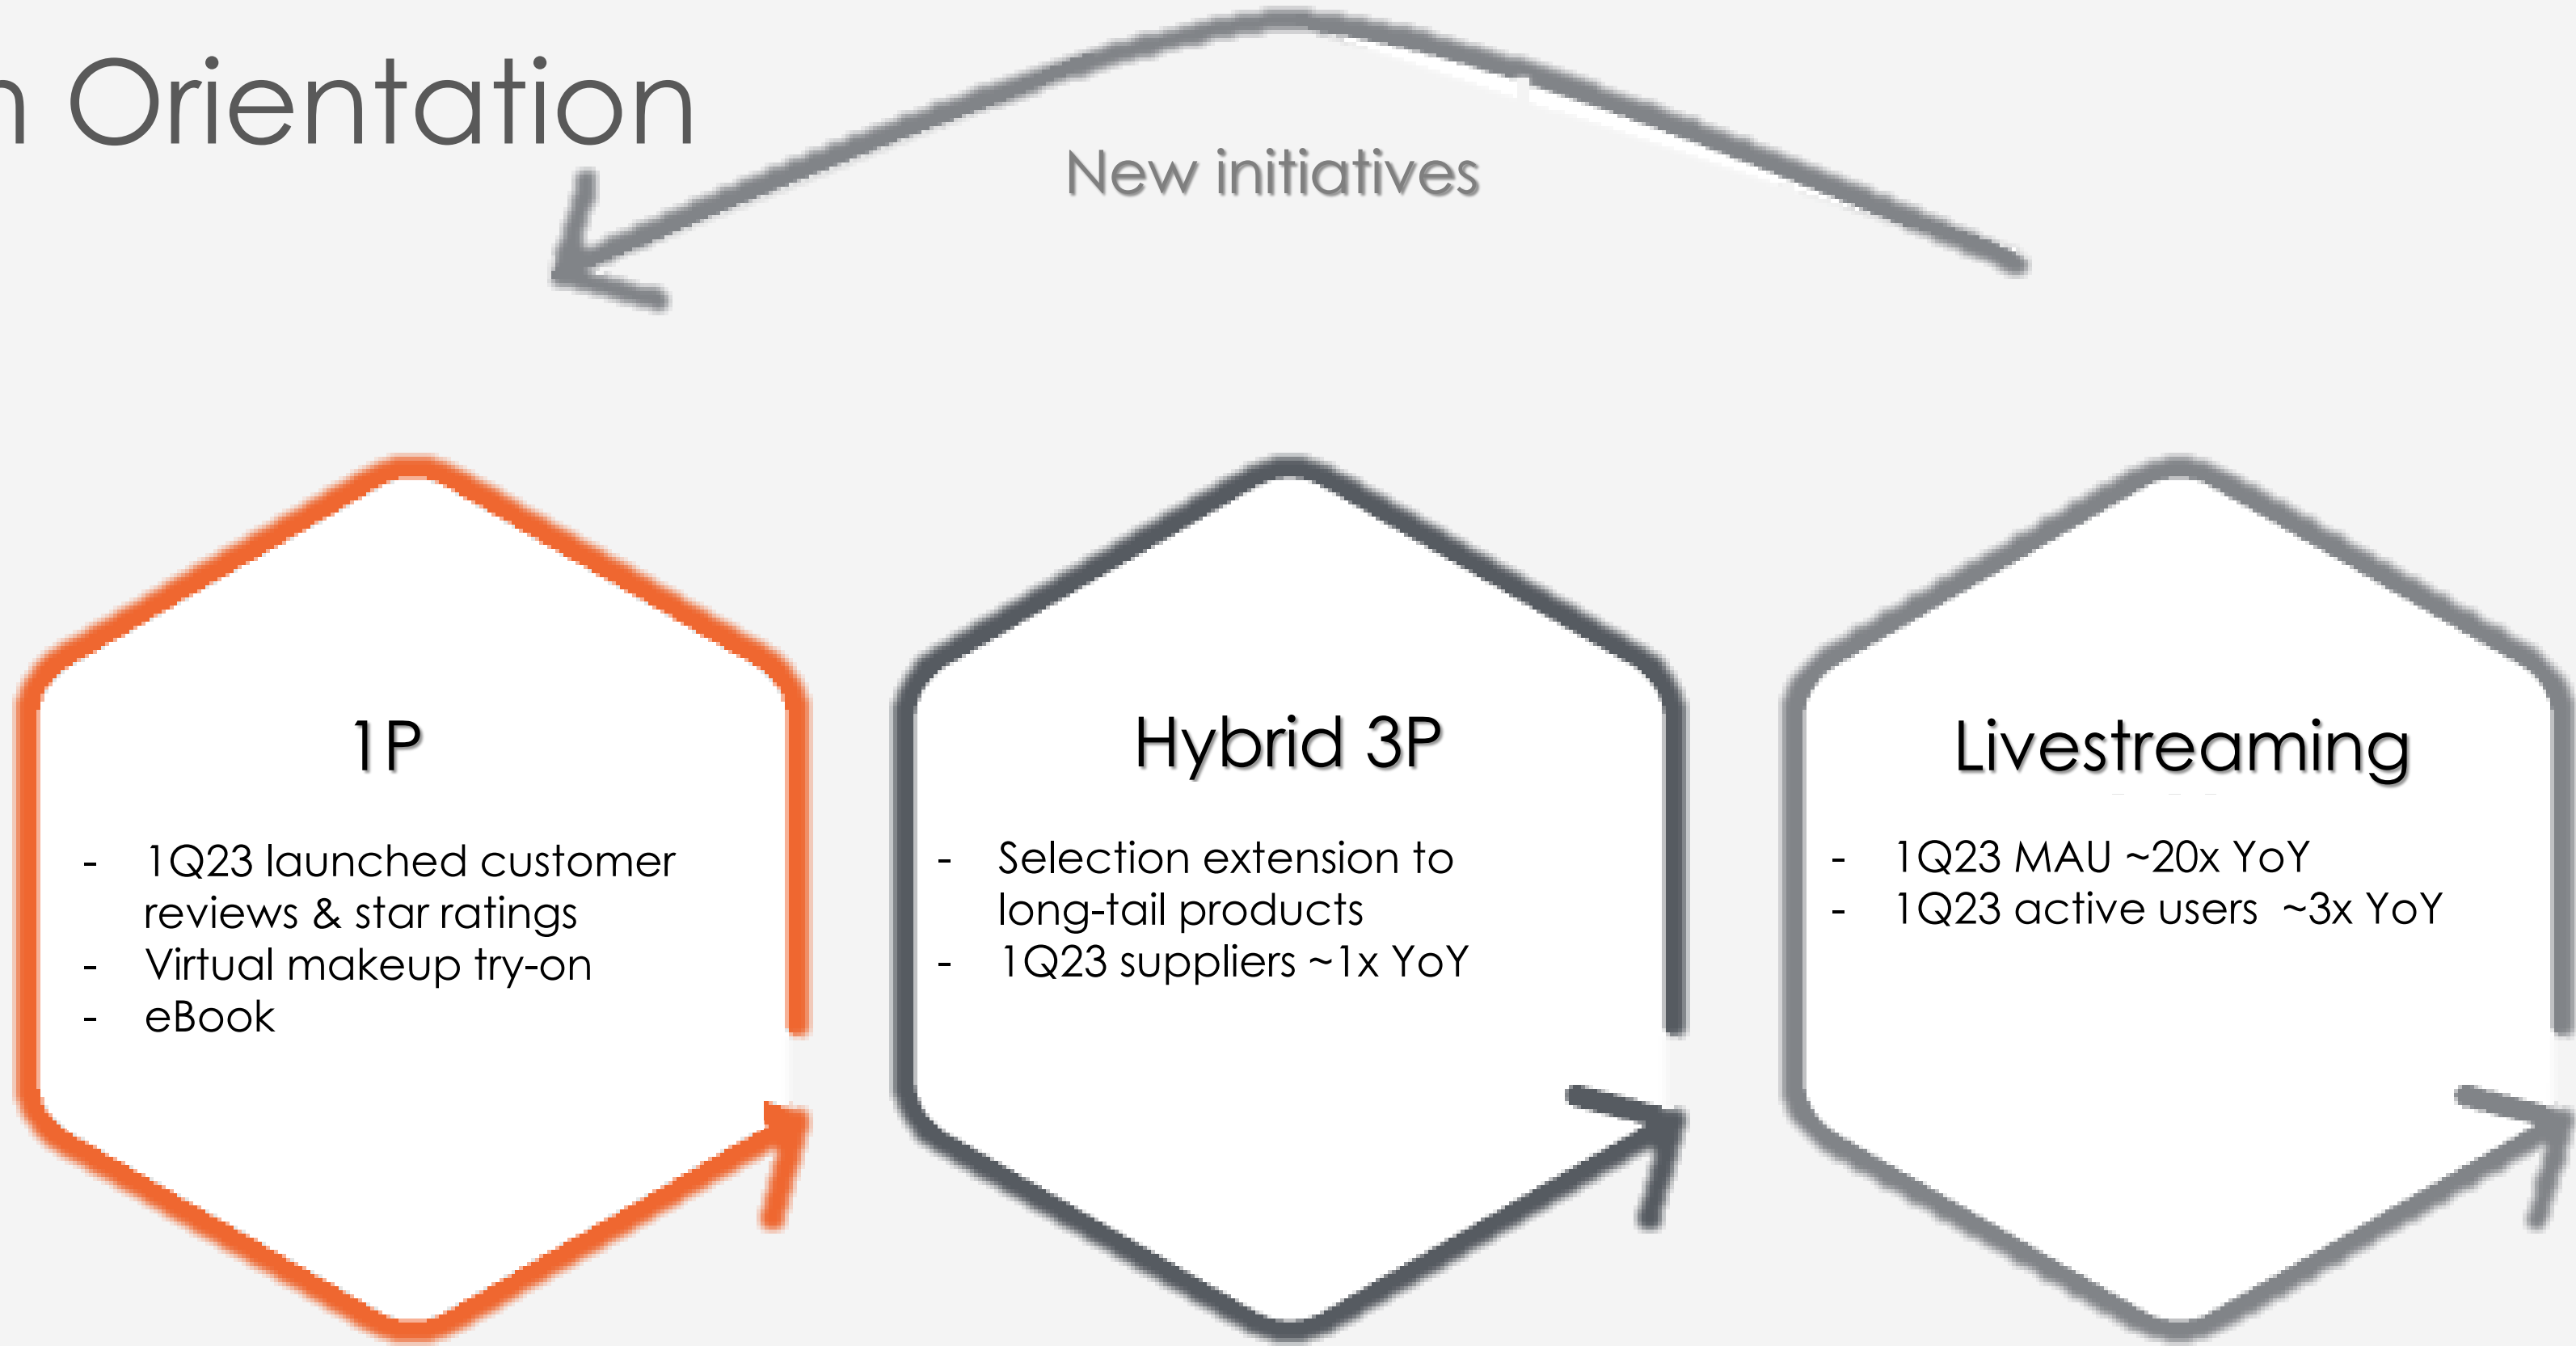 n Orientation
New initiatives
1P
- 1Q23 launched customer
reviews & star ratings
- Virtual makeup try-on
- eBook
Hybrid 3P
- Selection extension to
long-tail products
- 1Q23 suppliers ~1x YoY
Livestreaming
- 1Q23 MAU ~20x YoY
- 1Q23 active users ~3x YoY